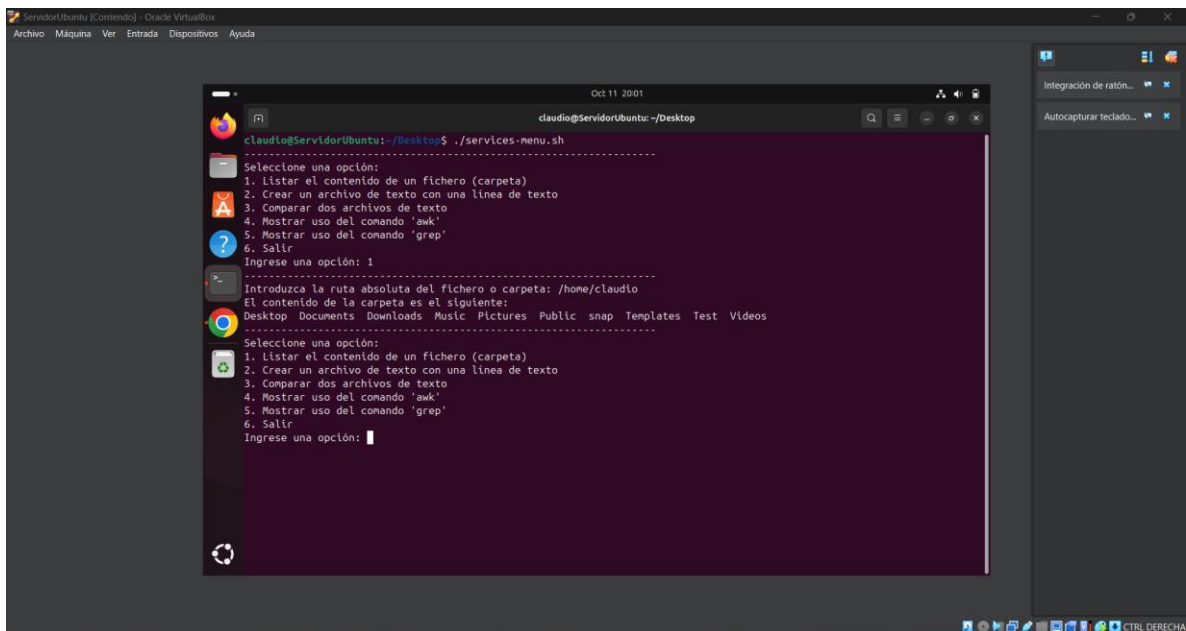 ServidorUbuntu [Corriendo] - Oracle VirtualBox
Archivo Máquina Ver Entrada Dispositivos Ayuda
Integración de ratón...
Autocapturar teclado...
Oct 11 20:01
claudio@ServidorUbuntu: ~/Desktop
claudio@ServidorUbuntu:~/Desktop$ ./services-menu.sh
--------------------------------------------------------------
Seleccione una opción:
1. Listar el contenido de un fichero (carpeta)
2. Crear un archivo de texto con una linea de texto
3. Comparar dos archivos de texto
4. Mostrar uso del comando 'awk'
5. Mostrar uso del comando 'grep'
6. Salir
Ingrese una opción: 1
--------------------------------------------------------------
Introduzca la ruta absoluta del fichero o carpeta: /home/claudio
El contenido de la carpeta es el siguiente:
Desktop Documents Downloads Music Pictures Public snap Templates Test Videos
--------------------------------------------------------------
Seleccione una opción:
1. Listar el contenido de un fichero (carpeta)
2. Crear un archivo de texto con una linea de texto
3. Comparar dos archivos de texto
4. Mostrar uso del comando 'awk'
5. Mostrar uso del comando 'grep'
6. Salir
Ingrese una opción:
CTRL DERECHA